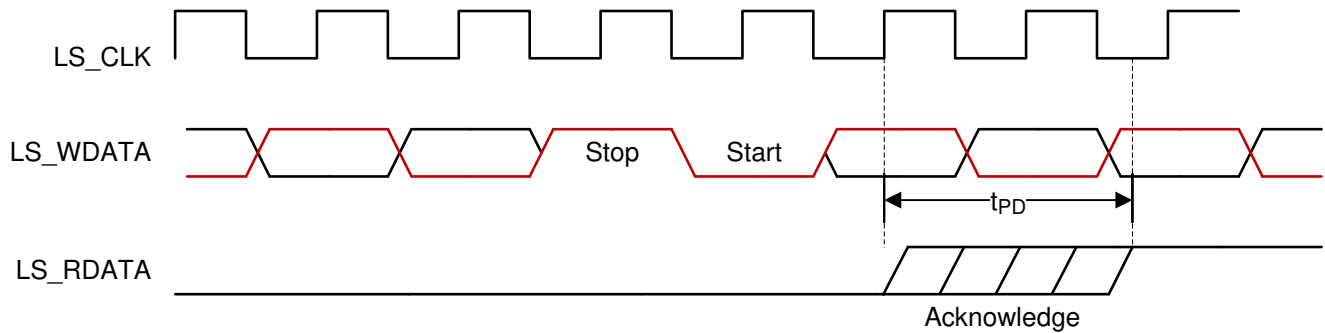 LS_CLK
LS_WDATA
Stop
Start
tPD
LS_RDATA
Acknowledge